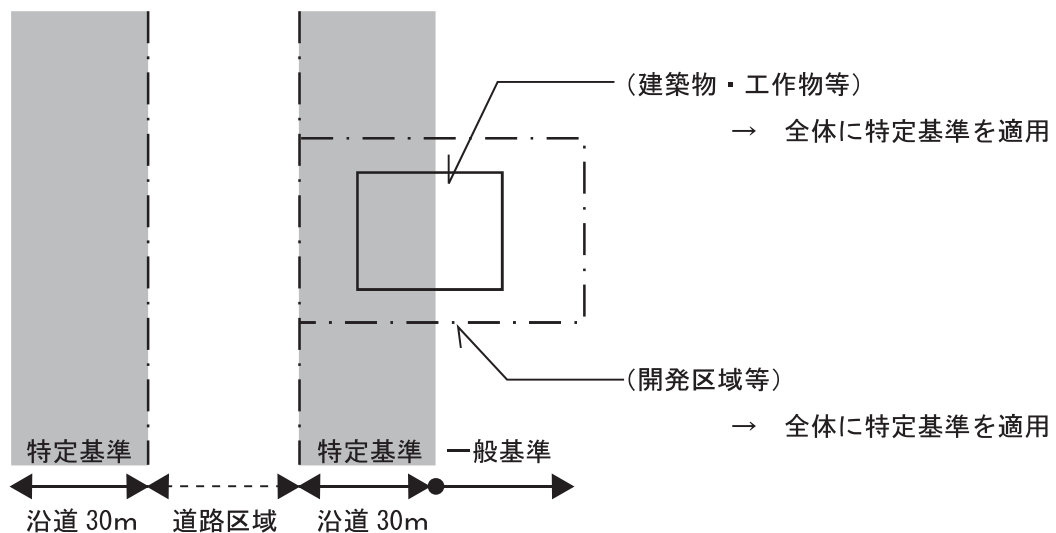 (建築物・工作物等)
→ 全体に特定基準を適用
(開発区域等)
→ 全体に特定基準を適用
特定基準 特定基準 一般基準
沿道 30m 道路区域 沿道 30m